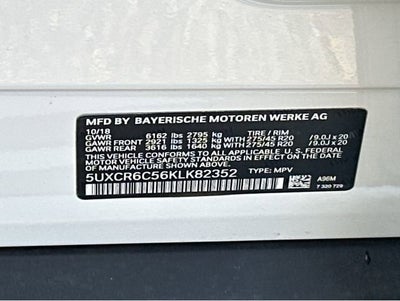 MFD BY BAYERISCHE MOTOREN WERKE AG
10/18 TIRE / RIM
GVWR 6162 lbs 2795 kg
GAWR FRONT 2921 lbs 1325 kg WITH 275/45 R20 / 9.0J x 20
GAWR REAR 3616 lbs 1640 kg WITH 275/45 R20 / 9.0J x 20
THIS VEHICLE CONFORMS TO ALL APPLICABLE U.S. FEDERAL
MOTOR VEHICLE SAFETY STANDARDS IN EFFECT ON THE DATE
OF MANUFACTURE SHOWN ABOVE.
5UXCR6C56KLK82352 TYPE: MPV A96M
7 320 729